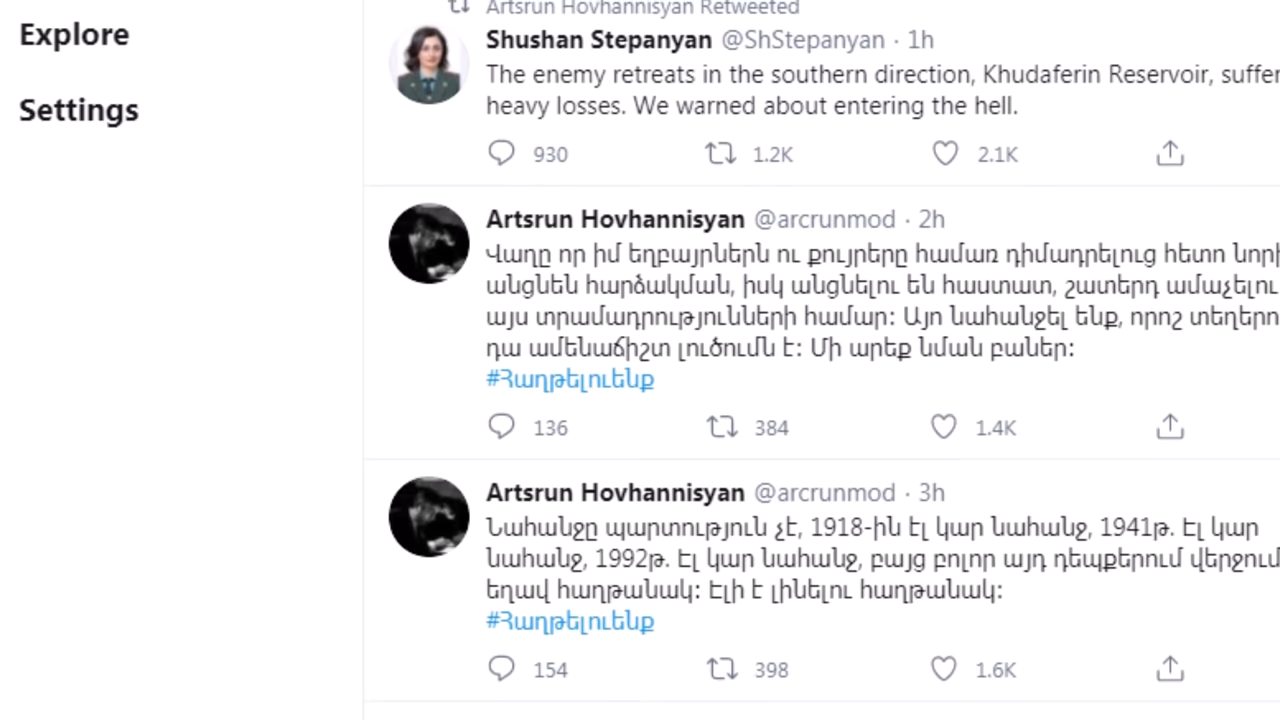 Explore
Settings
Artsrun Hovhannisyan Retweeted
Shushan Stepanyan @ShStepanyan · 1h
The enemy retreats in the southern direction, Khudaferin Reservoir,
heavy losses. We warned about entering the hell.
930 1.2K 2.1K
Artsrun Hovhannisyan @arcrunmod · 2h
Վաղը որ իմ եղբայրներն ու քույրերը համառ դիմադրելուց հետո
անցնեն հարձակման, իսկ անցնելու են հաստատ, շատերդ ամաչելու
այս տրամադրությունների համար: Այո նահանջել ենք, որոշ
դա ամենաճիշտ լուծումն է: Մի արեք նման բաներ:
#Հաղթելուենք
136 384 1.4K
Artsrun Hovhannisyan @arcrunmod · 3h
Նահանջը պարտություն չէ, 1918-ին էլ կար նահանջ, 1941թ. Էլ կար
նահանջ, 1992թ. Էլ կար նահանջ, բայց բոլոր այդ դեպքերում վերջում
եղավ հաղթանակ: Էլի է լինելու հաղթանակ:
#Հաղթելուենք
154 398 1.6K